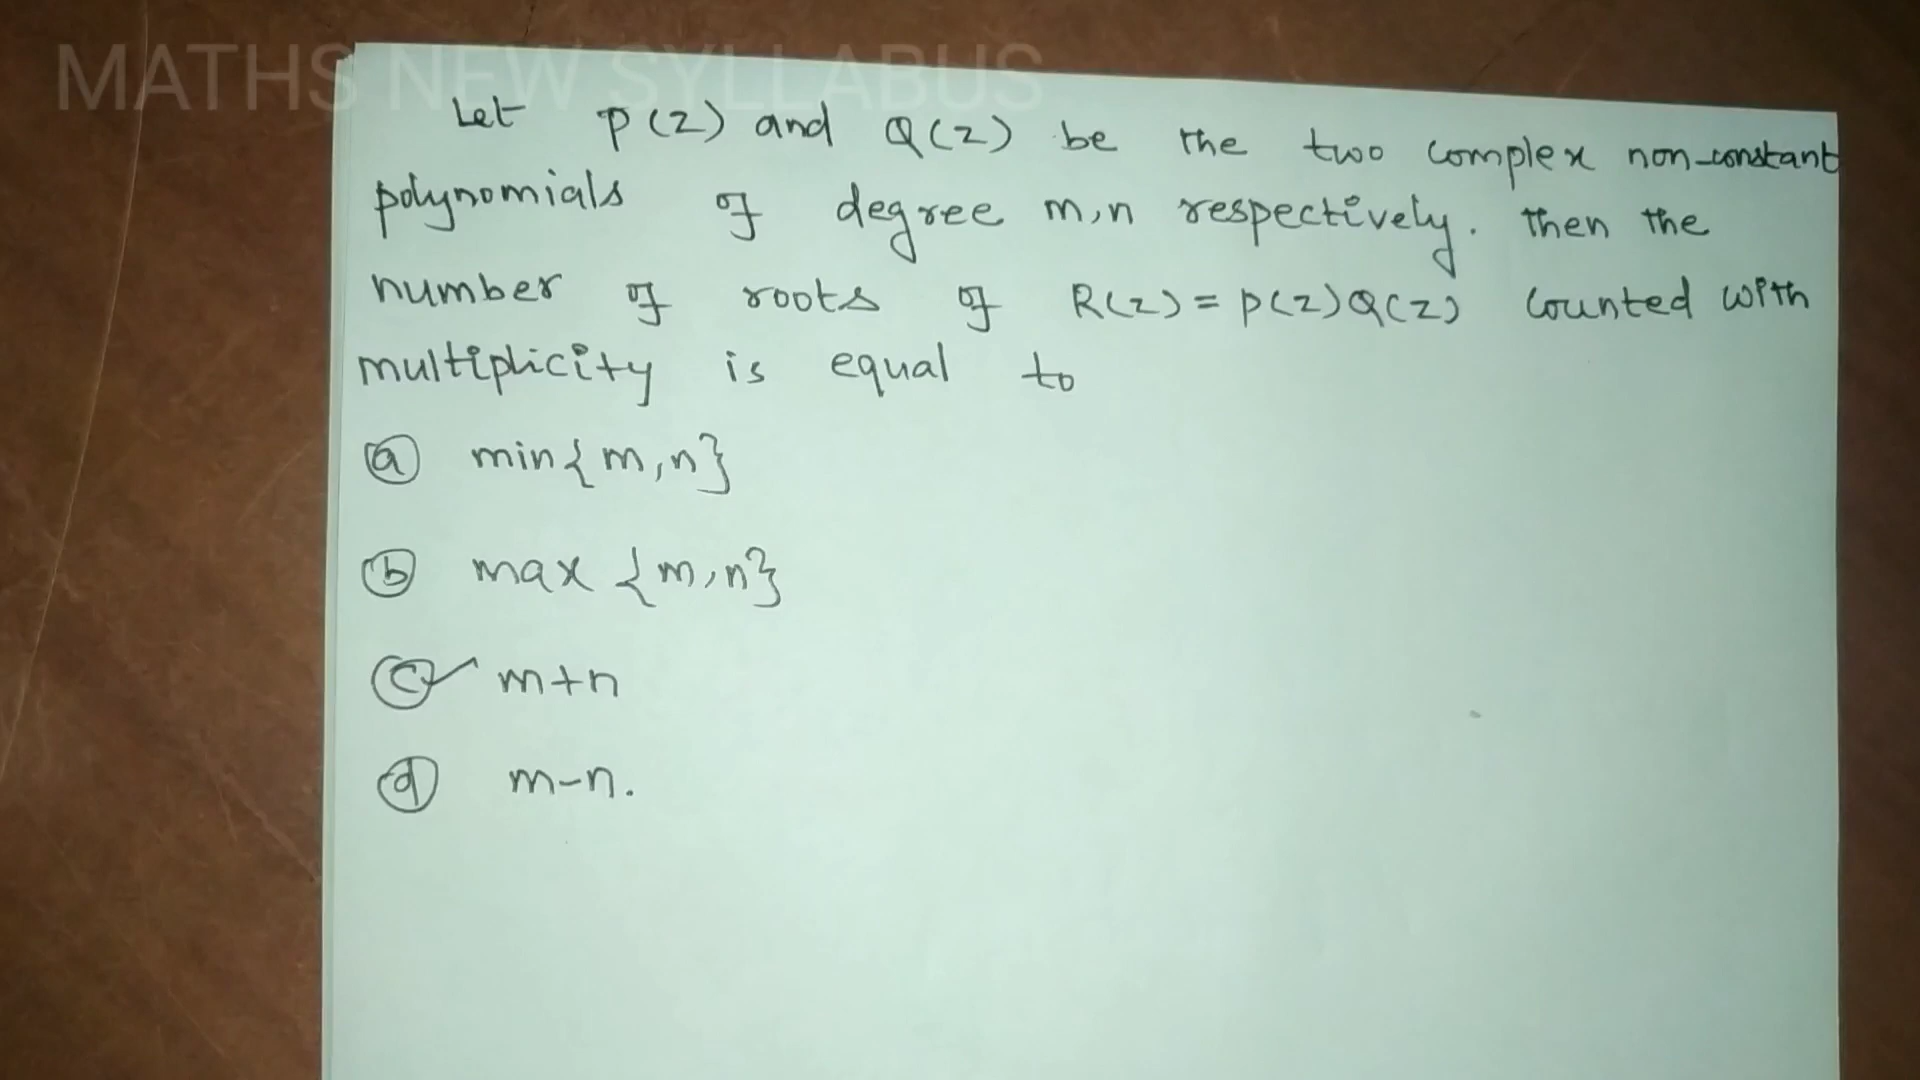 MATHS NEW SYLLABUS
Let P(z) and Q(z) be the two complex non-constant
polynomials of degree m,n respectively. Then the
number of roots of R(z) = P(z)Q(z) counted with
multiplicity is equal to
(a) min{m,n}
(b) max {m,n}
(c) ✓ m+n
(d) m-n.